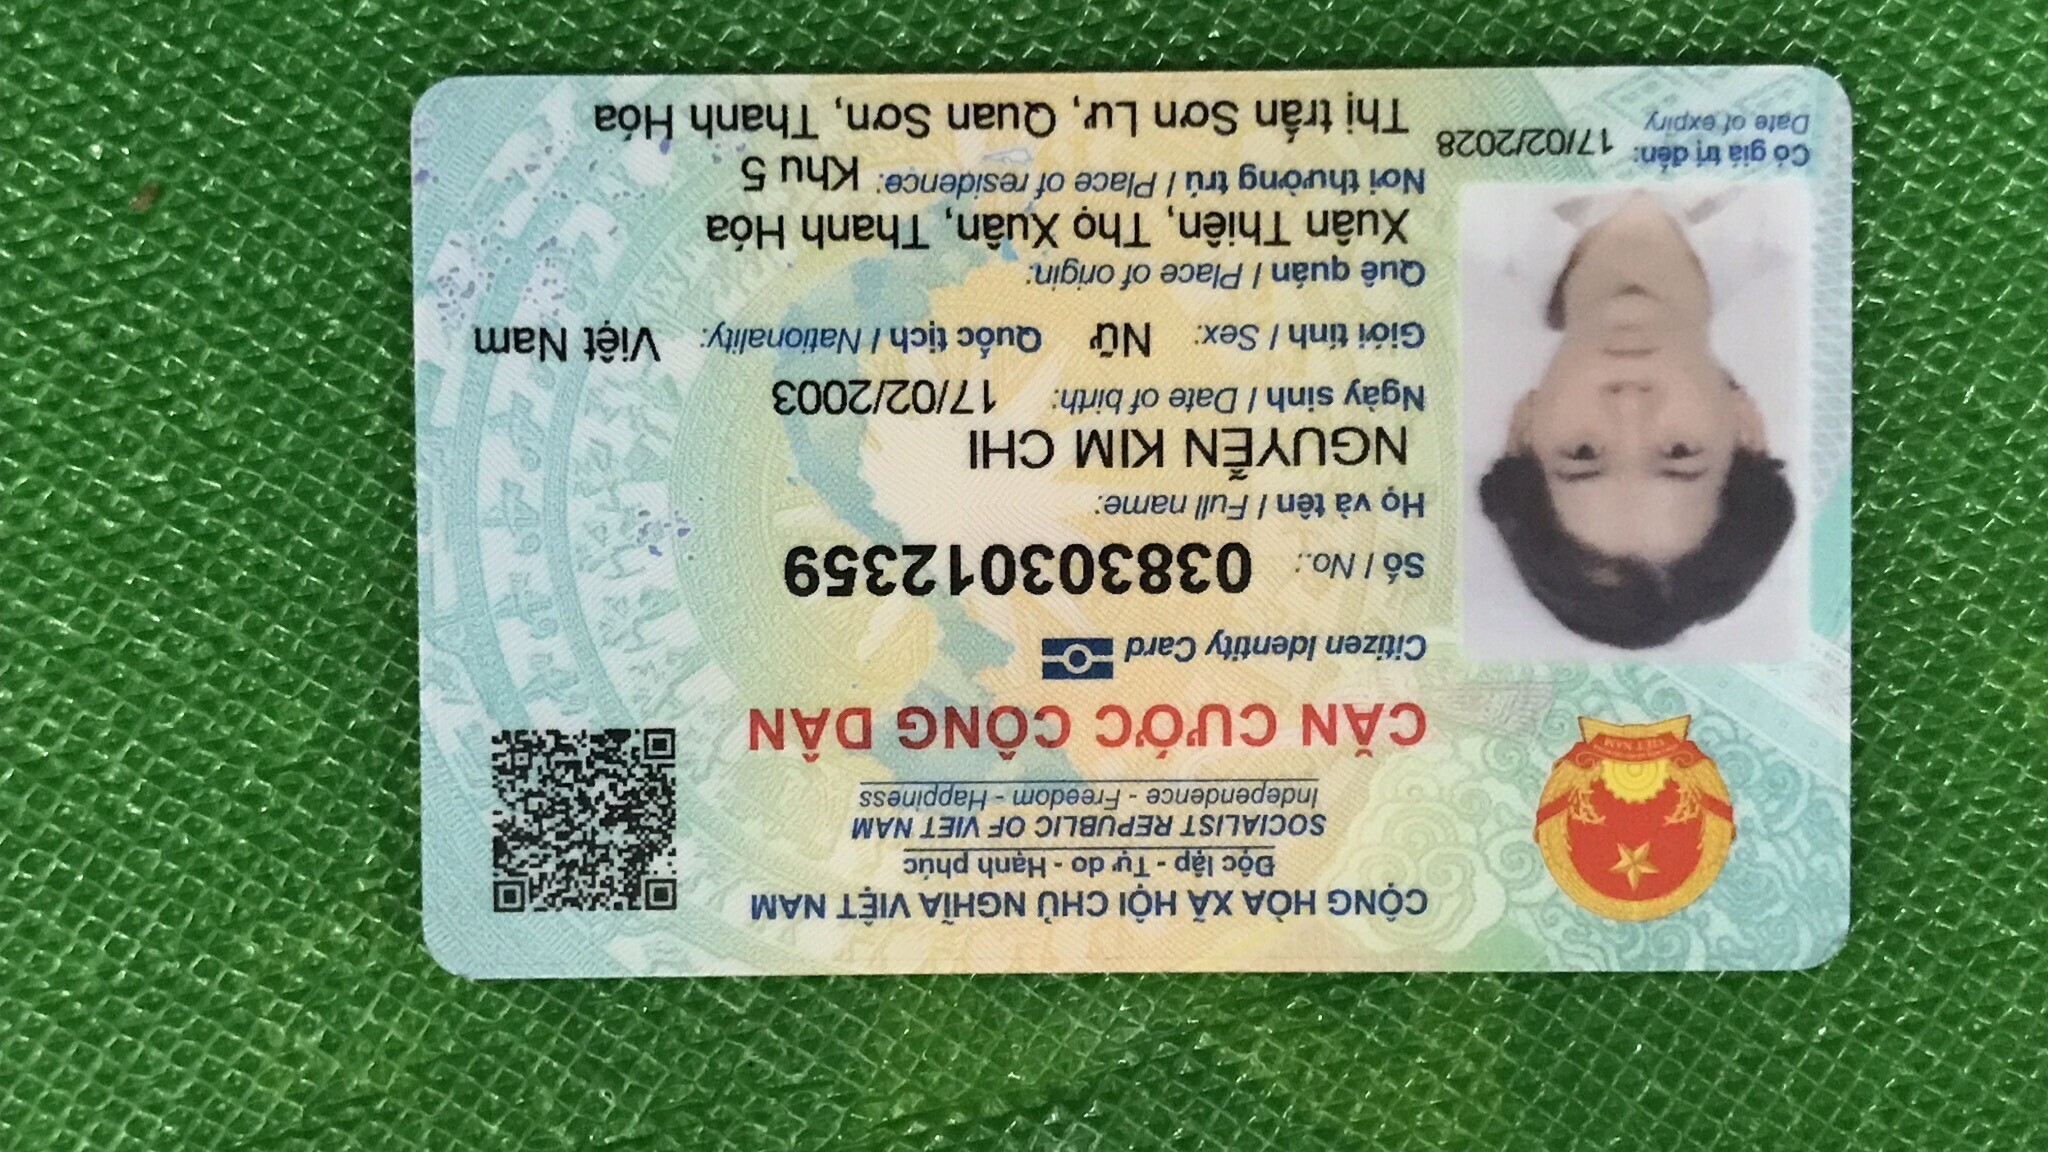 CỘNG HÒA XÃ HỘI CHỦ NGHĨA VIỆT NAM
Độc lập - Tự do - Hạnh phúc
SOCIALIST REPUBLIC OF VIET NAM
Independence - Freedom - Happiness
CĂN CƯỚC CÔNG DÂN
Citizen Identity Card
Số / No.: 038303012359
Họ và tên / Full name:
NGUYỄN KIM CHI
Ngày sinh / Date of birth: 17/02/2003
Giới tính / Sex: Nữ Quốc tịch / Nationality: Việt Nam
Quê quán / Place of origin:
Xuân Thiên, Thọ Xuân, Thanh Hóa
Nơi thường trú / Place of residence: Khu 5
Thị trấn Sơn Lư, Quan Sơn, Thanh Hóa
Có giá trị đến: 17/02/2028
Date of expiry
VIỆT NAM